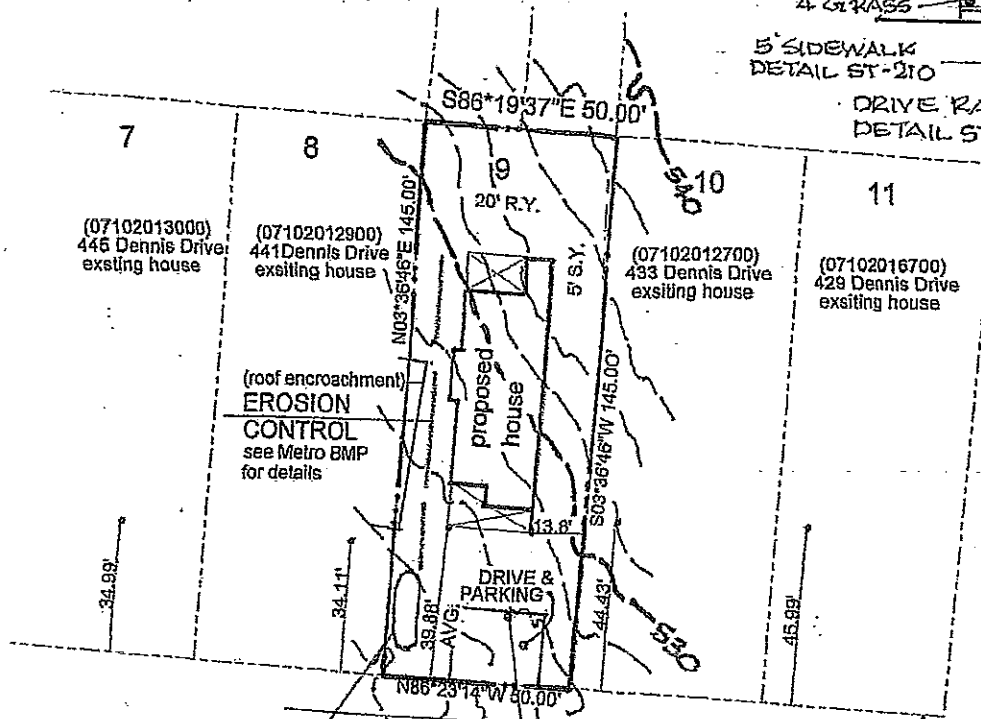 4' GRASS
5' SIDEWALK
DETAIL ST-210
DRIVE
DETAIL
S86*19'37"E 50.00'
7
8
9
10
11
540
20' R.Y.
5' S.Y.
(07102013000)
445 Dennis Drive
exsting house
(07102012900)
441Dennis Drive
exsiting house
(07102012700)
433 Dennis Drive
exsiting house
(07102016700)
429 Dennis Drive
exsiting house
N03*36'46"E 145.00'
S03*36'46"W 145.00'
(roof encroachment)
EROSION
CONTROL
see Metro BMP
for details
proposed
house
13.8'
DRIVE &
PARKING
34.99'
34.11'
39.88'
AVG.
5'
44.43'
45.99'
530
N86*23'14"W 50.00'